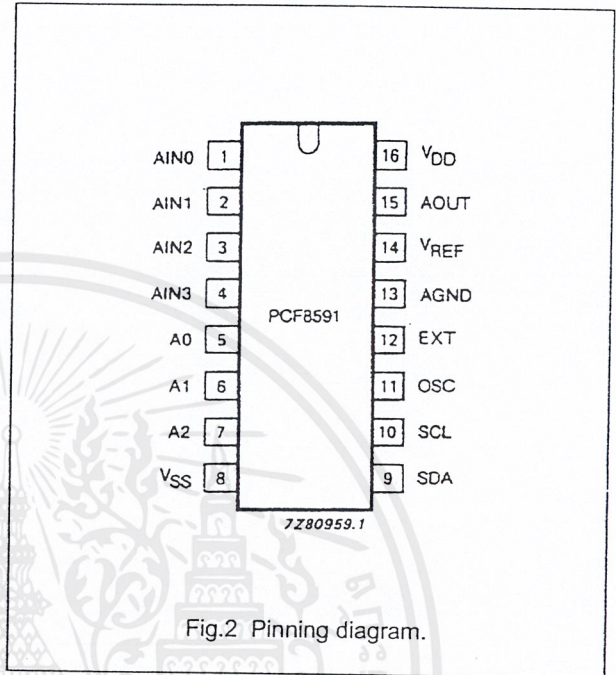 AIN0 1 16 VDD
AIN1 2 15 AOUT
AIN2 3 14 VREF
AIN3 4 13 AGND
PCF8591
A0 5 12 EXT
A1 6 11 OSC
A2 7 10 SCL
VSS 8 9 SDA
7Z80959.1
Fig.2 Pinning diagram.